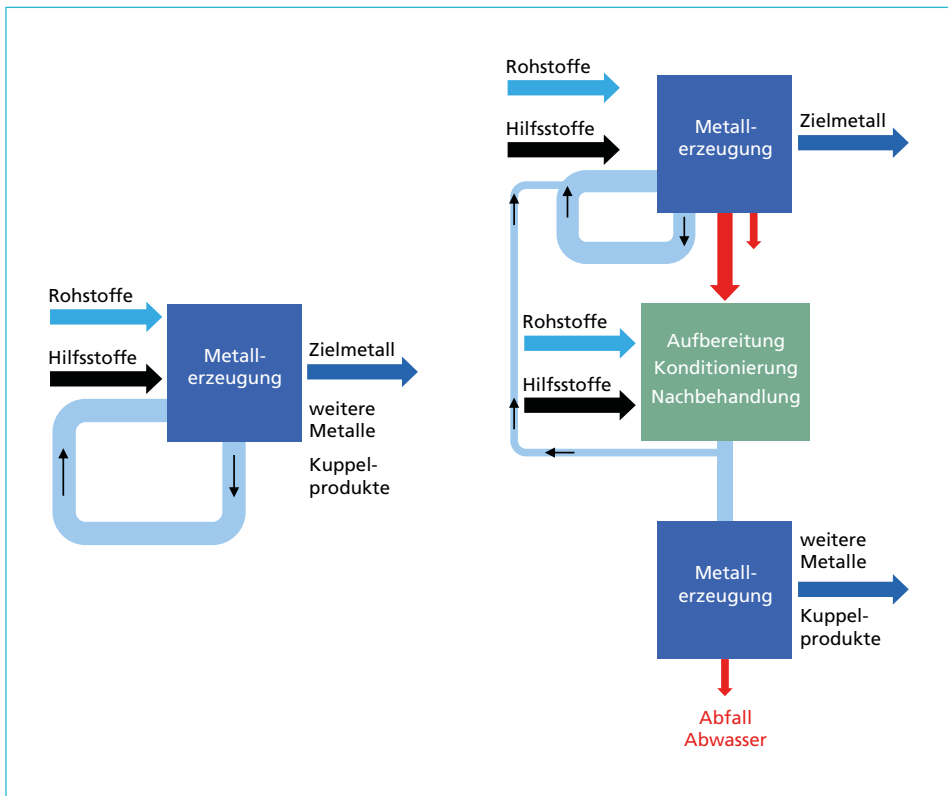 Rohstoffe
Hilfsstoffe
Metall-
erzeugung
Zielmetall
weitere
Metalle
Kuppel-
produkte
Rohstoffe
Hilfsstoffe
Metall-
erzeugung
Zielmetall
Rohstoffe
Hilfsstoffe
Aufbereitung
Konditionierung
Nachbehandlung
Metall-
erzeugung
weitere
Metalle
Kuppel-
produkte
Abfall
Abwasser